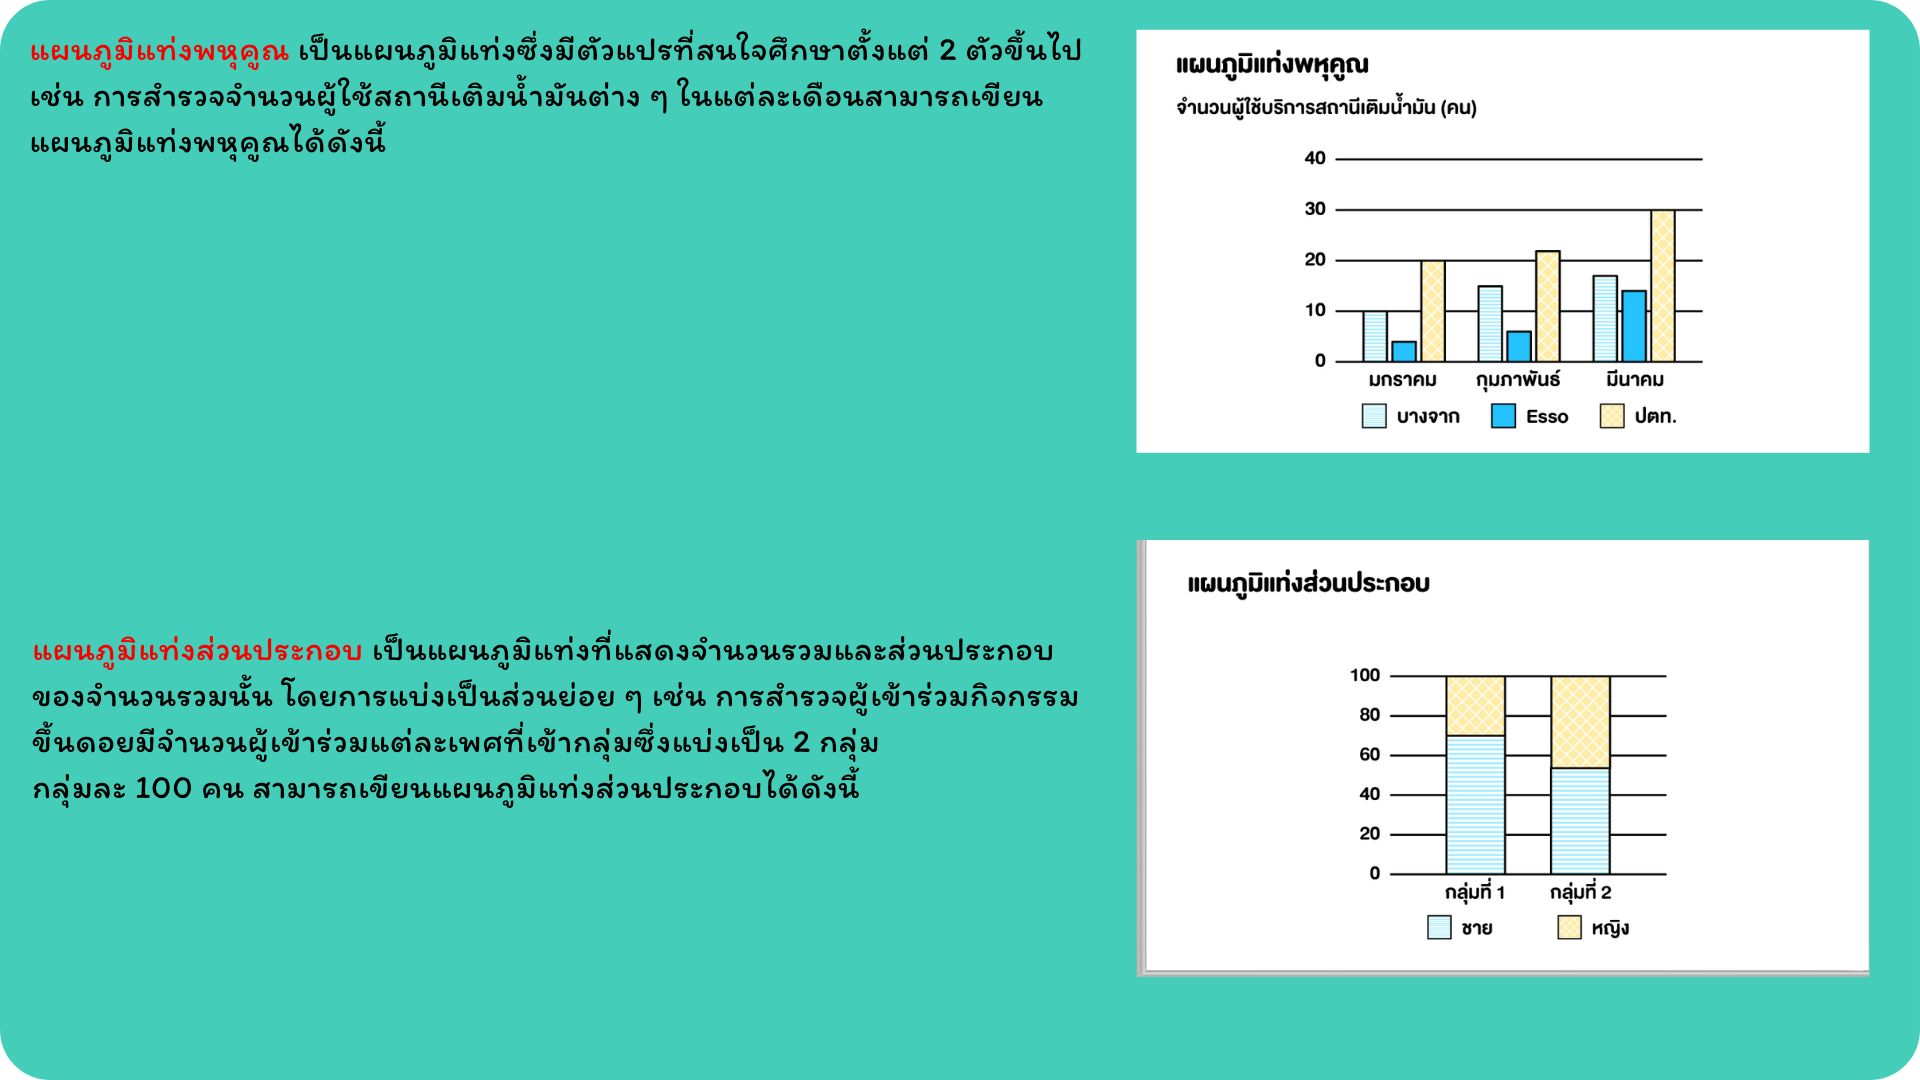 แผนภูมิแท่งพหุคูณ เป็นแผนภูมิแท่งซึ่งมีตัวแปรที่สนใจศึกษาตั้งแต่ 2 ตัวขึ้นไป
เช่น การสำรวจจำนวนผู้ใช้สถานีเติมน้ำมันต่าง ๆ ในแต่ละเดือนสามารถเขียน
แผนภูมิแท่งพหุคูณได้ดังนี้
แผนภูมิแท่งพหุคูณ
จำนวนผู้ใช้บริการสถานีเติมน้ำมัน (คน)
40
30
20
10
0
มกราคม กุมภาพันธ์ มีนาคม
บางจาก Esso ปตท.
แผนภูมิแท่งส่วนประกอบ เป็นแผนภูมิแท่งที่แสดงจำนวนรวมและส่วนประกอบ
ของจำนวนรวมนั้น โดยการแบ่งเป็นส่วนย่อย ๆ เช่น การสำรวจผู้เข้าร่วมกิจกรรม
ขึ้นดอยมีจำนวนผู้เข้าร่วมแต่ละเพศที่เข้ากลุ่มซึ่งแบ่งเป็น 2 กลุ่ม
กลุ่มละ 100 คน สามารถเขียนแผนภูมิแท่งส่วนประกอบได้ดังนี้
แผนภูมิแท่งส่วนประกอบ
100
80
60
40
20
0
กลุ่มที่ 1 กลุ่มที่ 2
ชาย หญิง